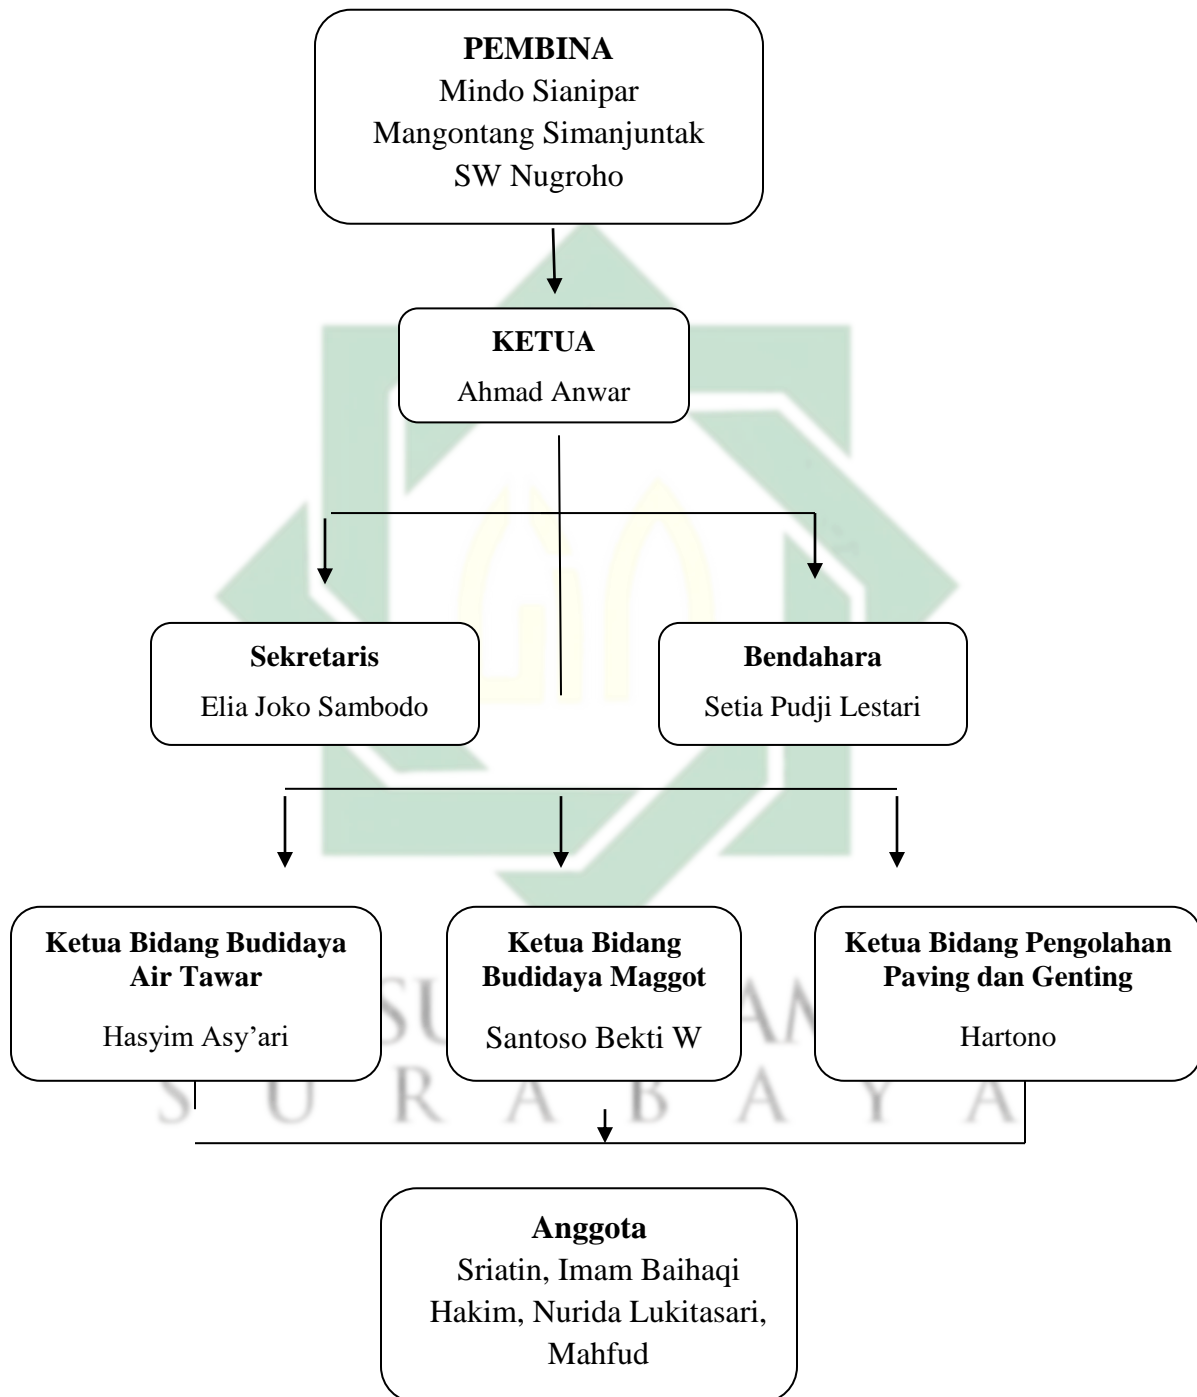 PEMBINA
Mindo Sianipar
Mangontang Simanjuntak
SW Nugroho
KETUA
Ahmad Anwar
Sekretaris
Elia Joko Sambodo
Bendahara
Setia Pudji Lestari
Ketua Bidang Budidaya
Air Tawar
Hasyim Asy’ari
Ketua Bidang
Budidaya Maggot
Santoso Bekti W
Ketua Bidang Pengolahan
Paving dan Genting
Hartono
SURABAYA
Anggota
Sriatin, Imam Baihaqi
Hakim, Nurida Lukitasari,
Mahfud